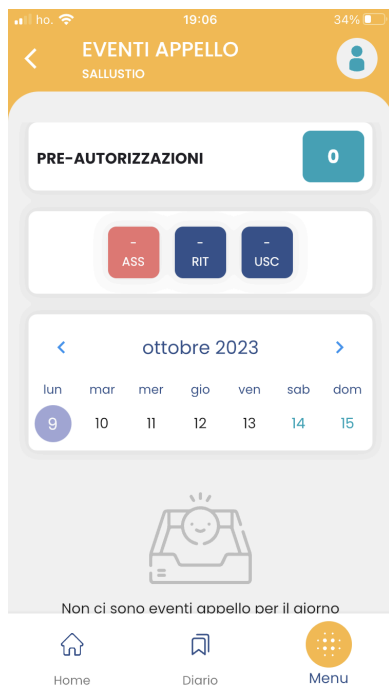 ho. 19:06 34%
EVENTI APPELLO
SALLUSTIO
PRE-AUTORIZZAZIONI 0
- - -
ASS RIT USC
ottobre 2023
lun mar mer gio ven sab dom
9 10 11 12 13 14 15
Non ci sono eventi appello per il giorno
Home Diario Menu